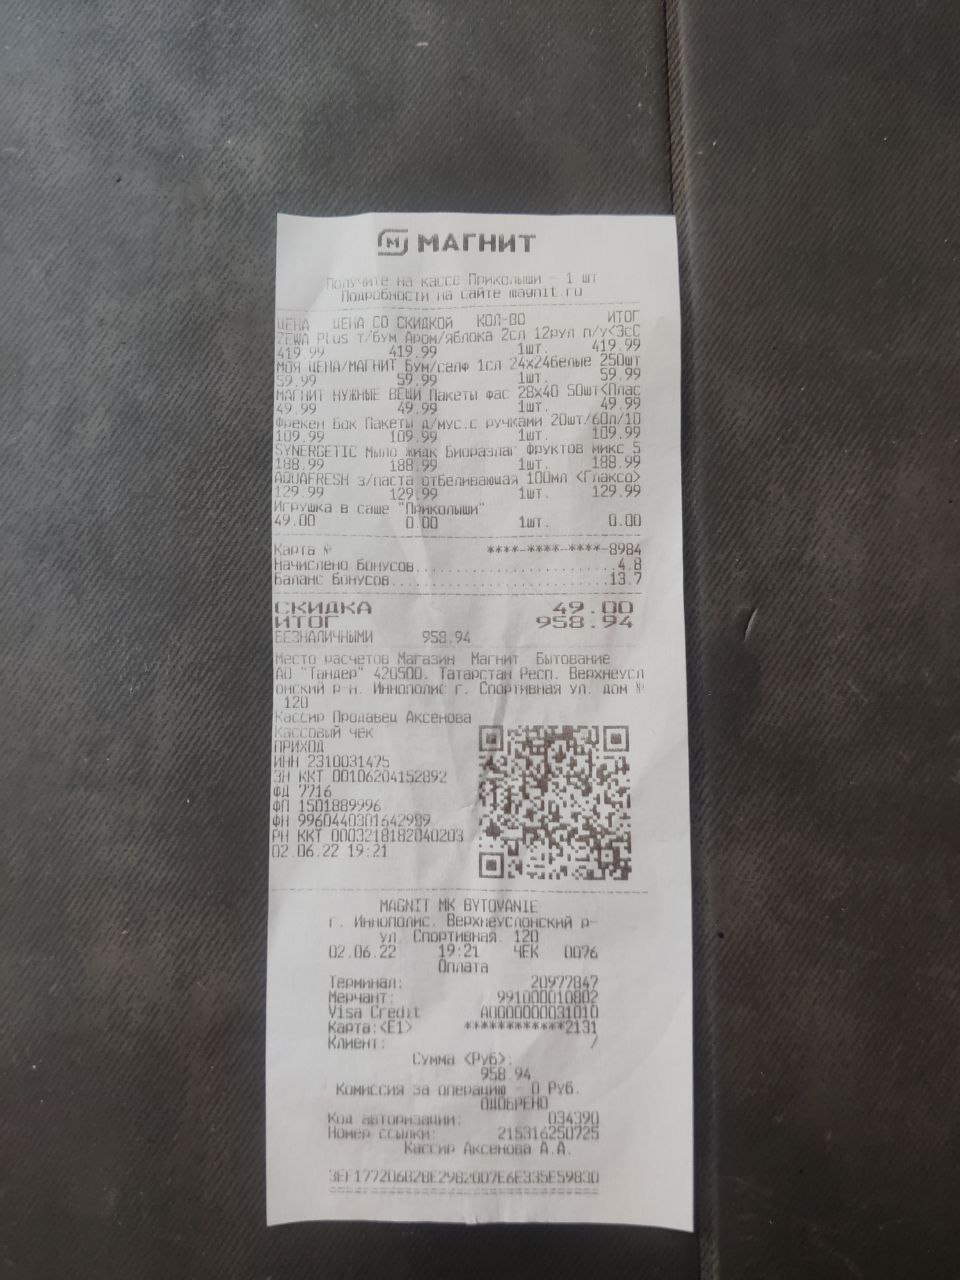 М МАГНИТ
Получите на кассе Приколыши - 1 шт
Подробности на сайте magnit.ru
ЦЕНА ЦЕНА СО СКИДКОЙ КОЛ-ВО ИТОГ
ZEWA Plus т/бум Аром/яблока 2сл 12рул п/у<ЭсС
419.99 419.99 1шт. 419.99
МОЯ ЦЕНА/МАГНИТ Бум/салф 1сл 24x24белые 250шт
59.99 59.99 1шт. 59.99
МАГНИТ НУЖНЫЕ ВЕЩИ Пакеты фас 28x40 50шт<Плас
49.99 49.99 1шт. 49.99
Фрекен Бок Пакеты д/мус.с ручками 20шт./60л/10
109.99 109.99 1шт. 109.99
SYNERGETIC Мыло жидк Биоразлаг Фруктов микс 5
188.99 188.99 1шт. 188.99
AQUAFRESH з/паста отбеливающая 100мл <Глаксо>
129.99 129.99 1шт. 129.99
Игрушка в саше "Приколыши"
49.00 0.00 1шт. 0.00
Карта № ****-****-****-8984
Начислено бонусов.........................4.8
Баланс бонусов...........................13.7
СКИДКА 49.00
ИТОГ 958.94
БЕЗНАЛИЧНЫМИ 958.94
Место расчетов Магазин Магнит Бытование
АО "Тандер" 420500. Татарстан Респ. Верхнеусл
онский р-н. Иннополис г. Спортивная ул. дом №
120
Кассир Продавец Аксенова
Кассовый чек
ПРИХОД
ИНН 2310031475
ЗН ККТ 00106204152892
ФД 7716
ФП 1501889996
ФН 9960440301642989
РН ККТ 0003218182040203
02.06.22 19:21
MAGNIT MK BYTOVANIE
г. Иннополис. Верхнеуслонский р-
ул Спортивная. 120
02.06.22 19:21 ЧЕК 0076
Оплата
Терминал: 20977847
Мерчант: 991000010802
Visa Credit A0000000031010
Карта:<E1> ************2131
Клиент: /
Сумма <Руб>:
958.94
Комиссия за операцию - 0 Руб.
ОДОБРЕНО
Код авторизации: 034390
Номер ссылки: 215316250725
Кассир Аксенова А.А.